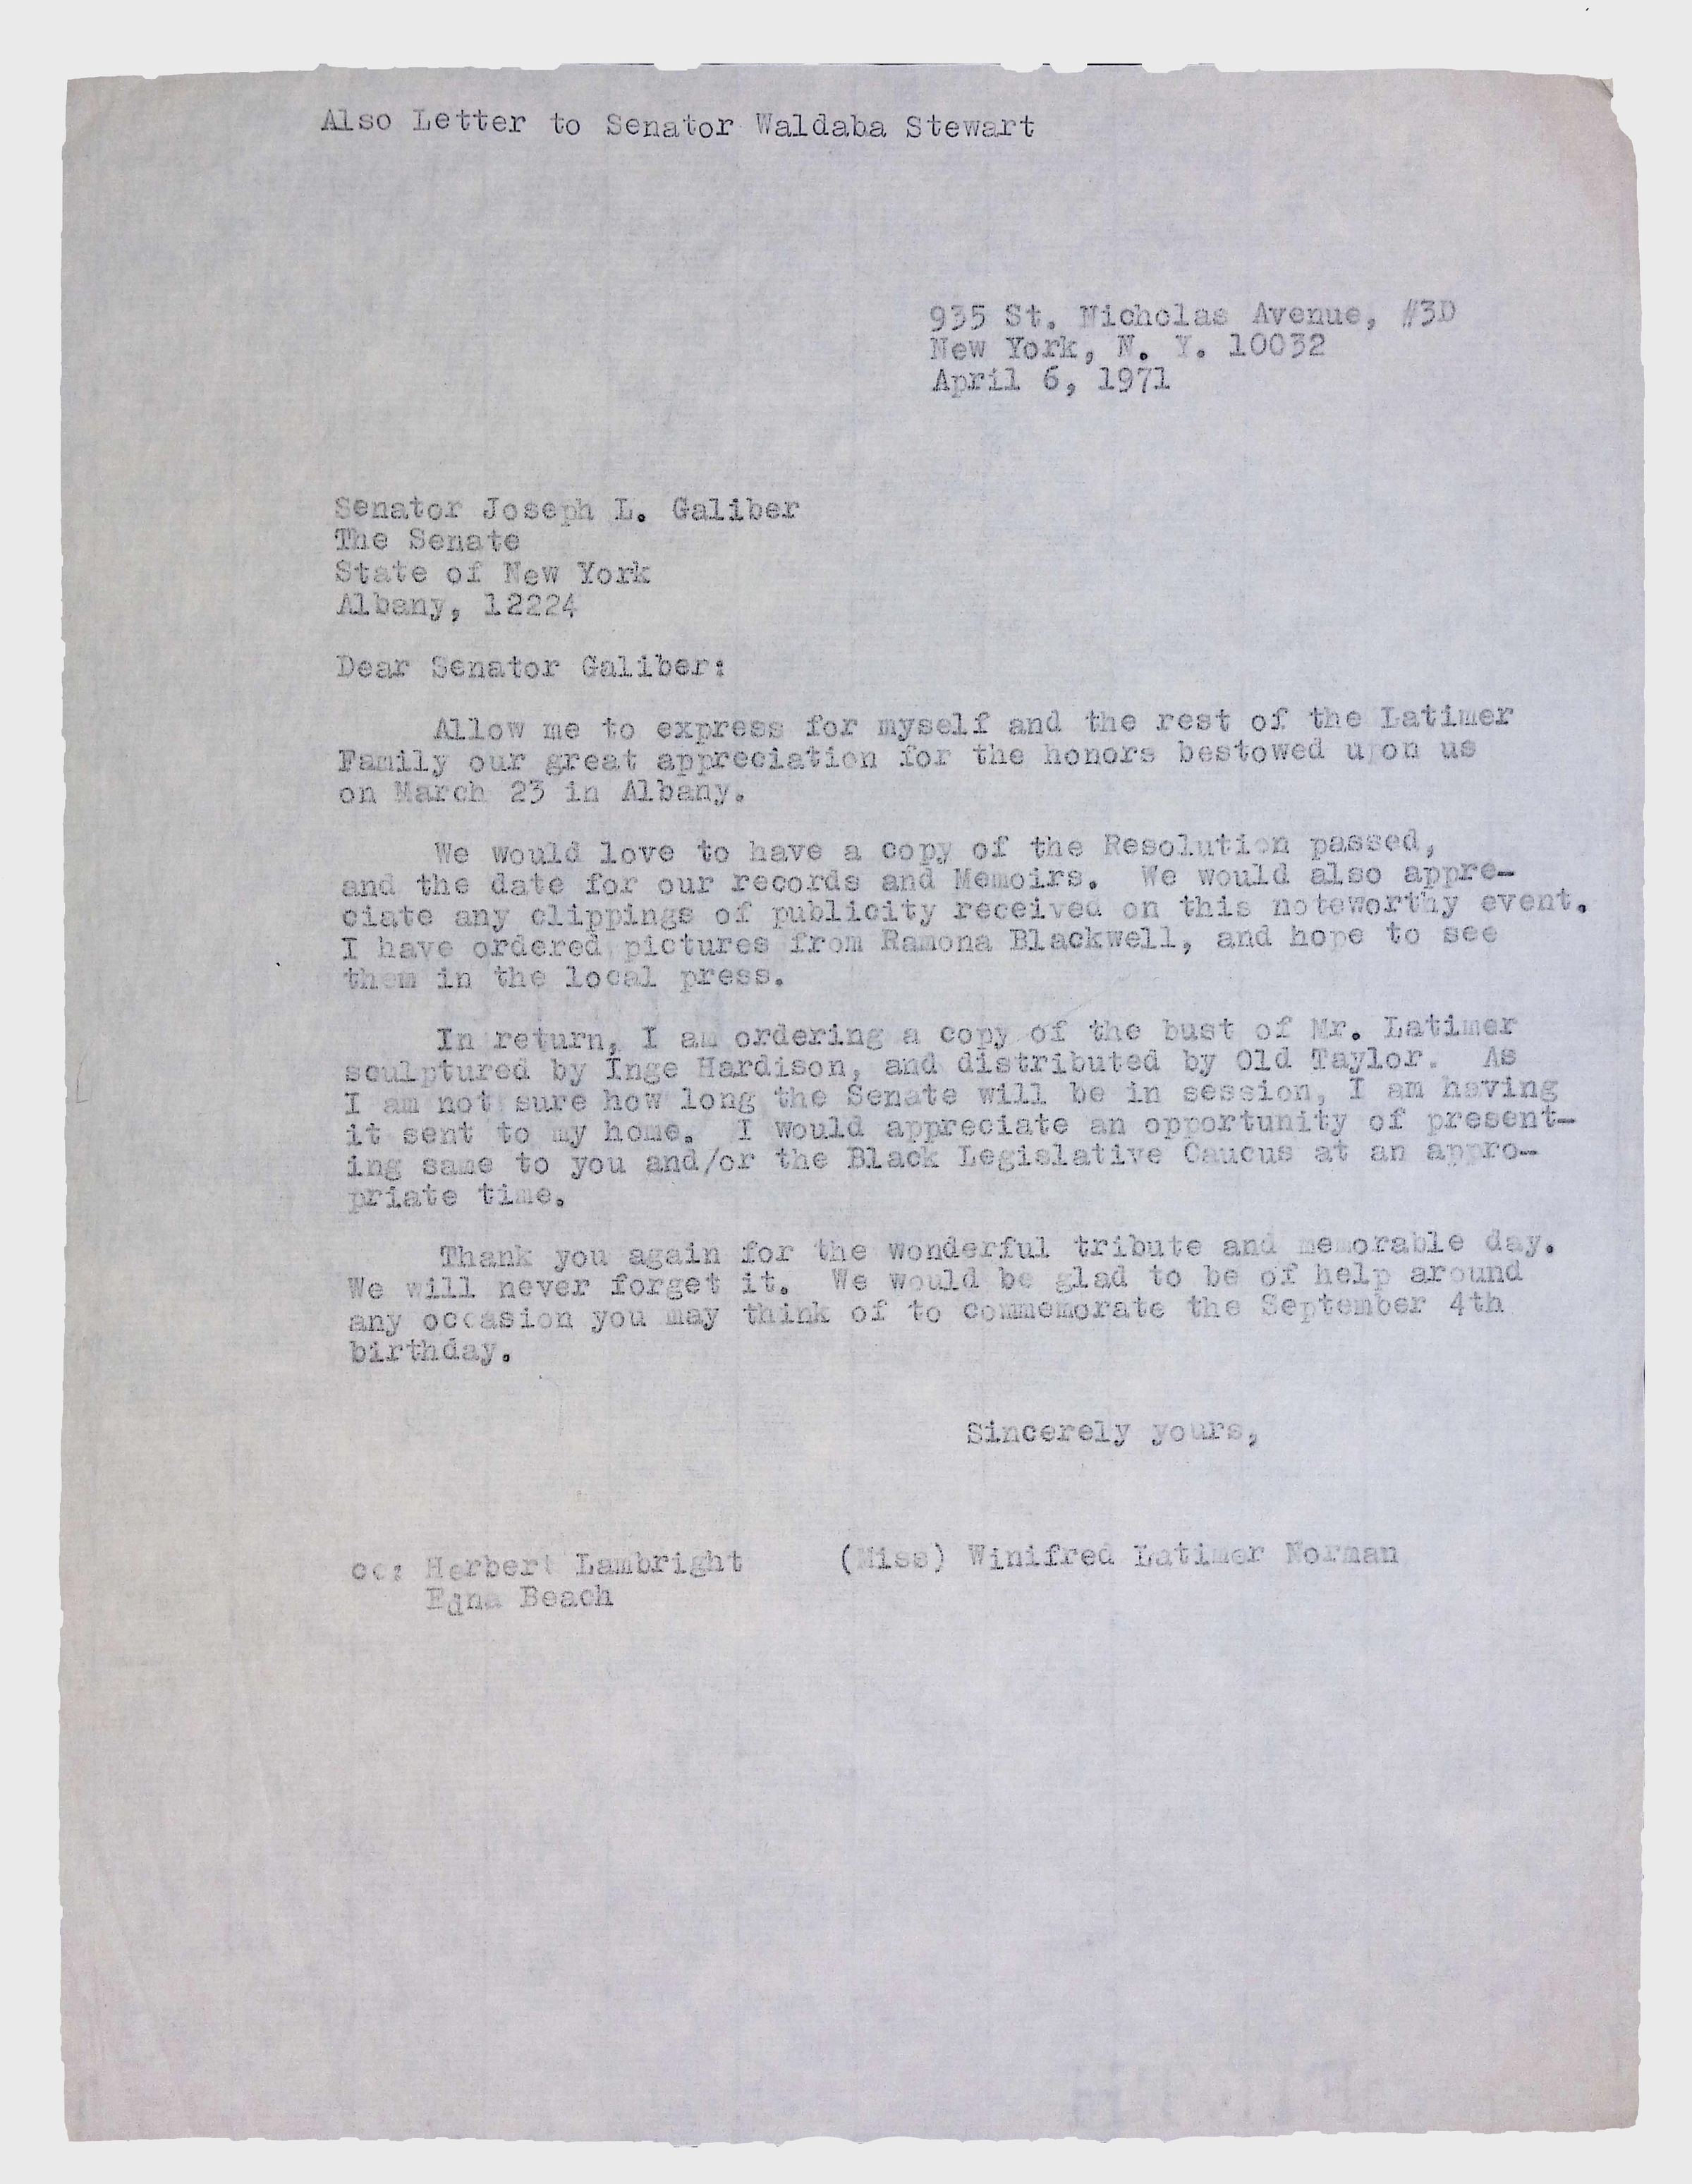 Also Letter to Senator Waldaba Stewart
935 St. Nicholas Avenue, #3D
New York, N. Y. 10032
April 6, 1971
Senator Joseph L. Galiber
The Senate
State of New York
Albany, 12224
Dear Senator Galiber:
Allow me to express for myself and the rest of the Latimer
Family our great appreciation for the honors bestowed upon us
on March 23 in Albany.
We would love to have a copy of the Resolution passed,
and the date for our records and Memoirs. We would also appre-
ciate any clippings of publicity received on this noteworthy event.
I have ordered pictures from Ramona Blackwell, and hope to see
them in the local press.
In return, I am ordering a copy of the bust of Mr. Latimer
sculptured by Inge Hardison, and distributed by Old Taylor. As
I am not sure how long the Senate will be in session, I am having
it sent to my home. I would appreciate an opportunity of present-
ing same to you and/or the Black Legislative Caucus at an appro-
priate time.
Thank you again for the wonderful tribute and memorable day.
We will never forget it. We would be glad to be of help around
any occasion you may think of to commemorate the September 4th
birthday.
Sincerely yours,
cc: Herbert Lambright (Miss) Winifred Latimer Norman
Edna Beach